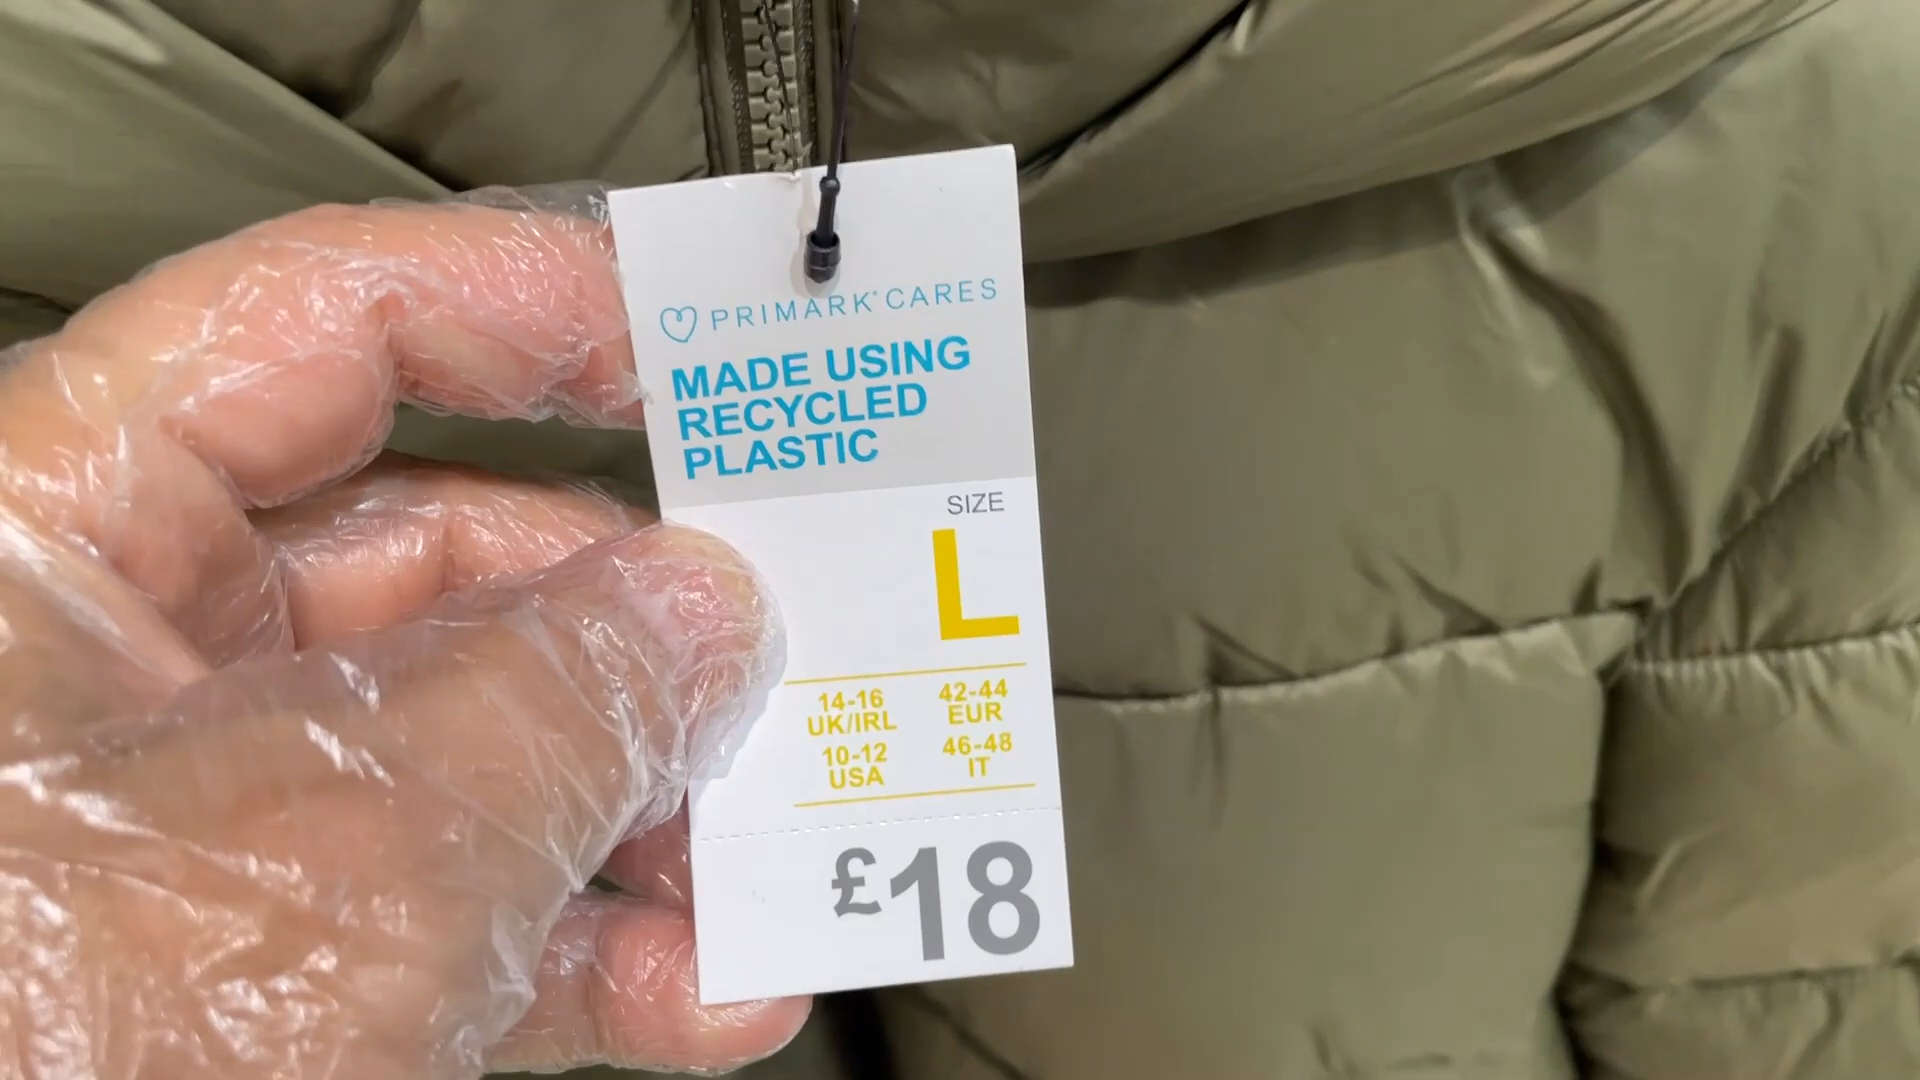 PRIMARK® CARES
MADE USING
RECYCLED
PLASTIC
SIZE
L
14-16
UK/IRL
42-44
EUR
10-12
USA
46-48
IT
£18